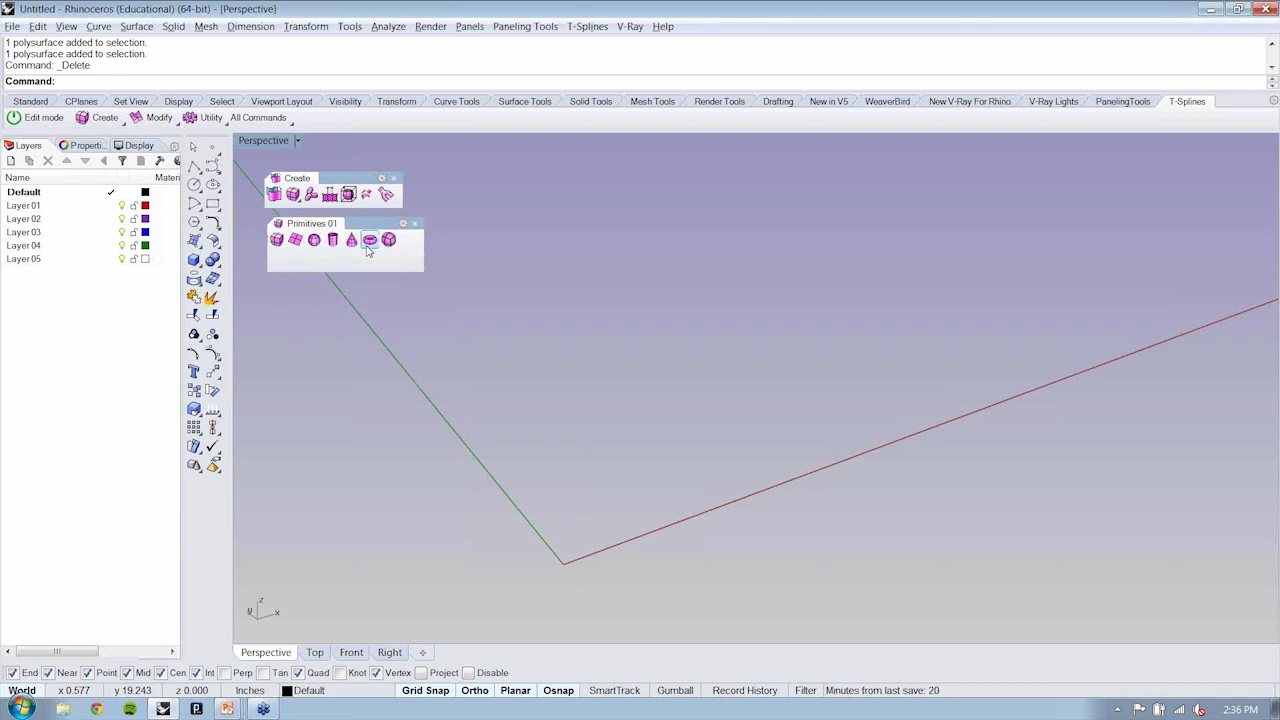 Untitled - Rhinoceros (Educational) (64-bit) - [Perspective]
File Edit View Curve Surface Solid Mesh Dimension Transform Tools Analyze Render Panels Paneling Tools T-Splines V-Ray Help
1 polysurface added to selection.
1 polysurface added to selection.
Command: _Delete
Command:
Standard CPlanes Set View Display Select Viewport Layout Visibility Transform Curve Tools Surface Tools Solid Tools Mesh Tools Render Tools Drafting New in V5 WeaverBird New V-Ray For Rhino V-Ray Lights PanelingTools T-Splines
Edit mode Create Modify Utility All Commands
Layers Properti... Display
Perspective
Name Materi
Default
Layer 01
Layer 02
Layer 03
Layer 04
Layer 05
Create
Primitives 01
z
y x
Perspective Top Front Right
End Near Point Mid Cen Int Perp Tan Quad Knot Vertex Project Disable
World x 0.577 y 19.243 z 0.000 Inches Default Grid Snap Ortho Planar Osnap SmartTrack Gumball Record History Filter Minutes from last save: 20
2:36 PM